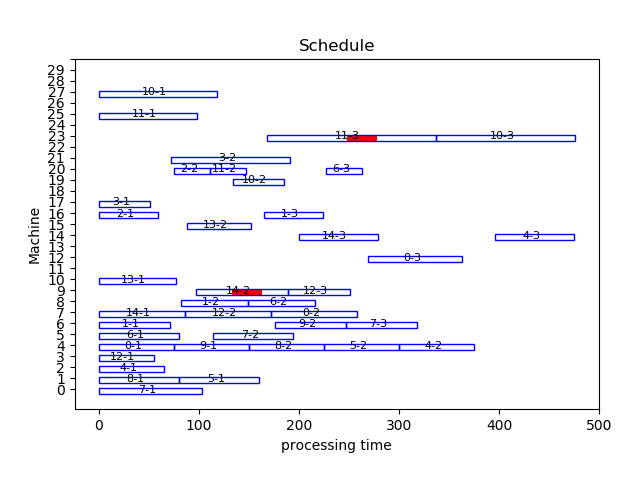 Schedule
29
28
27 10-1
26
25 11-1
24
23 11-3 10-3
22
21 3-2
20 2-2 11-2 6-3
19 10-2
18
17 3-1
16 2-1 1-3
15 13-2
14 14-3 4-3
13
12 0-3
11
10 13-1
9 14-2 12-3
8 1-2 6-2
7 14-1 12-2 0-2
6 1-1 9-2 7-3
5 6-1 7-2
4 0-1 9-1 8-2 5-2 4-2
3 12-1
2 4-1
1 8-1 5-1
0 7-1
Machine
0 100 200 300 400 500
processing time